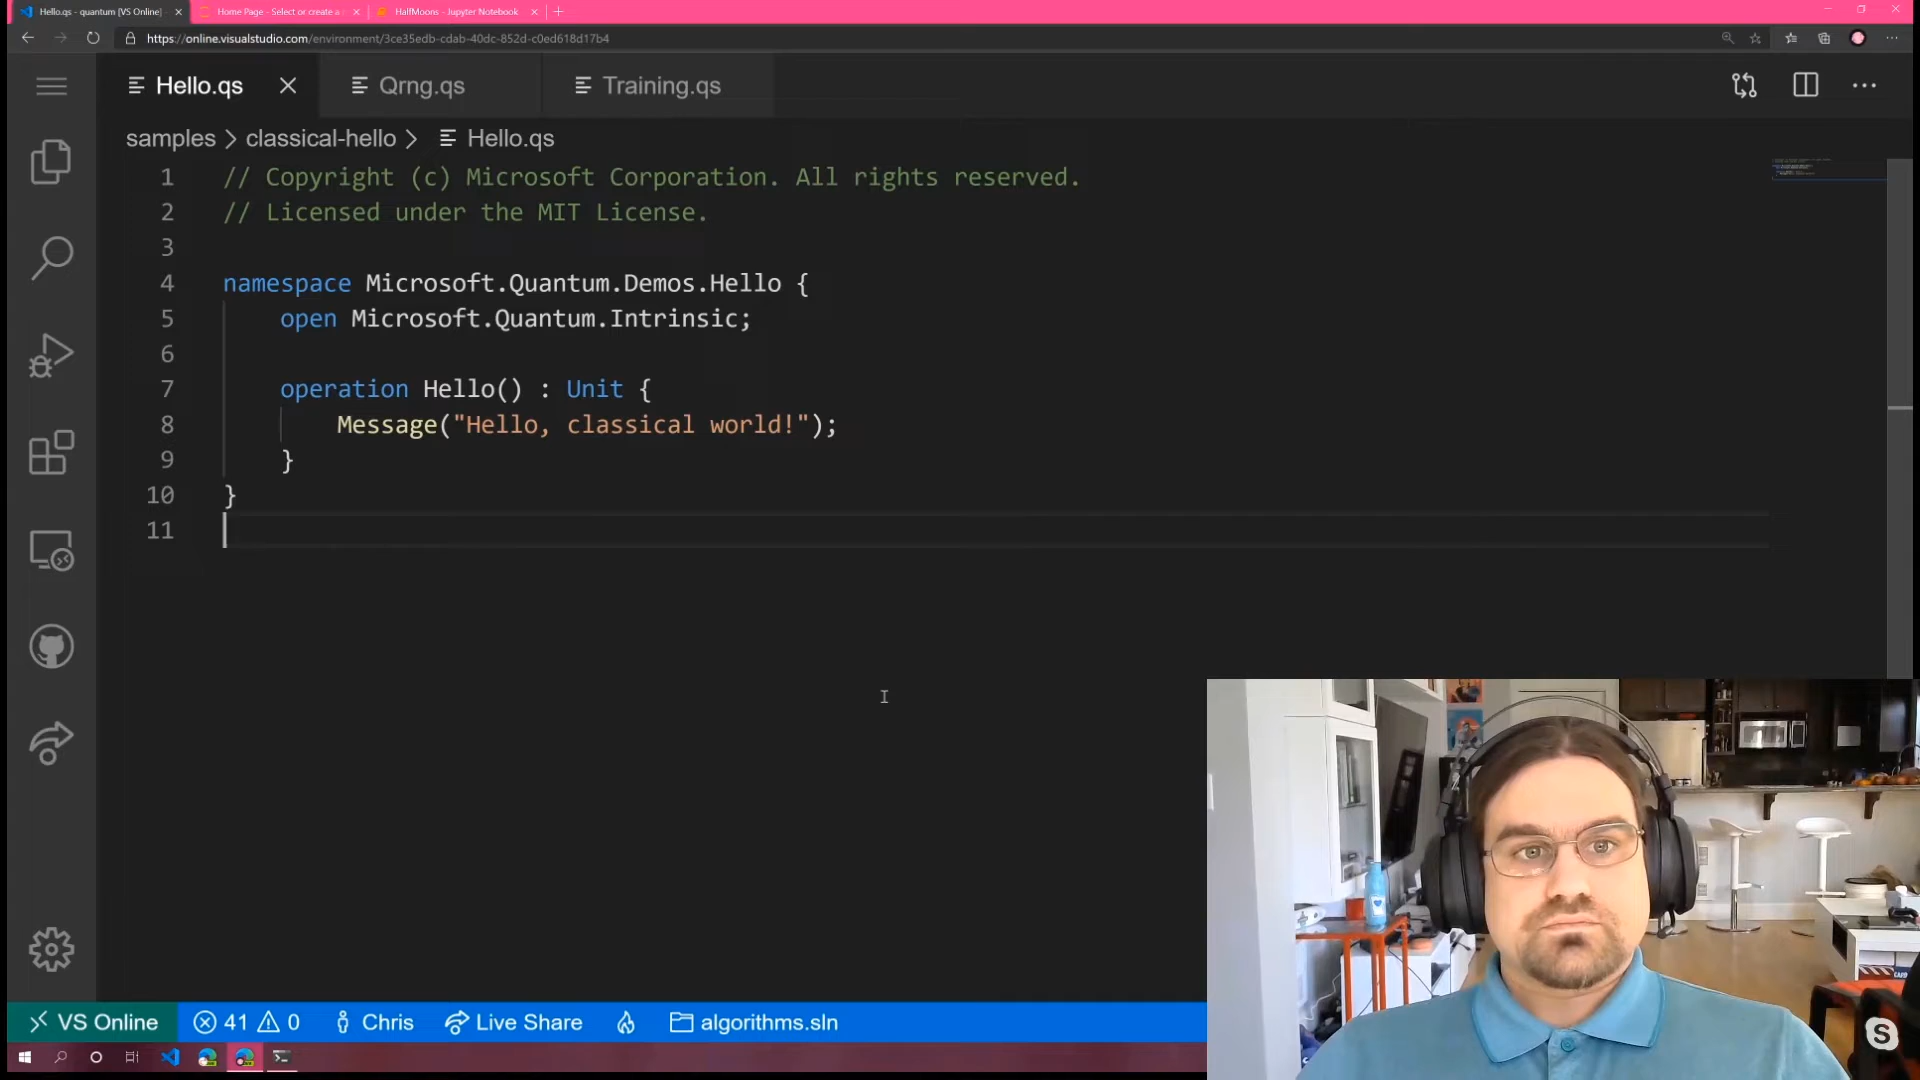 Hello.qs - quantum [VS Online]
Home Page - Select or create a
HalfMoons - Jupyter Notebook
https://online.visualstudio.com/environment/3ce35edb-cdab-40dc-852d-c0ed618d17b4
Hello.qs
Qrng.qs
Training.qs
samples > classical-hello > Hello.qs
1 // Copyright (c) Microsoft Corporation. All rights reserved.
2 // Licensed under the MIT License.
3
4 namespace Microsoft.Quantum.Demos.Hello {
5 open Microsoft.Quantum.Intrinsic;
6
7 operation Hello() : Unit {
8 Message("Hello, classical world!");
9 }
10 }
11
VS Online 41 0 Chris Live Share algorithms.sln